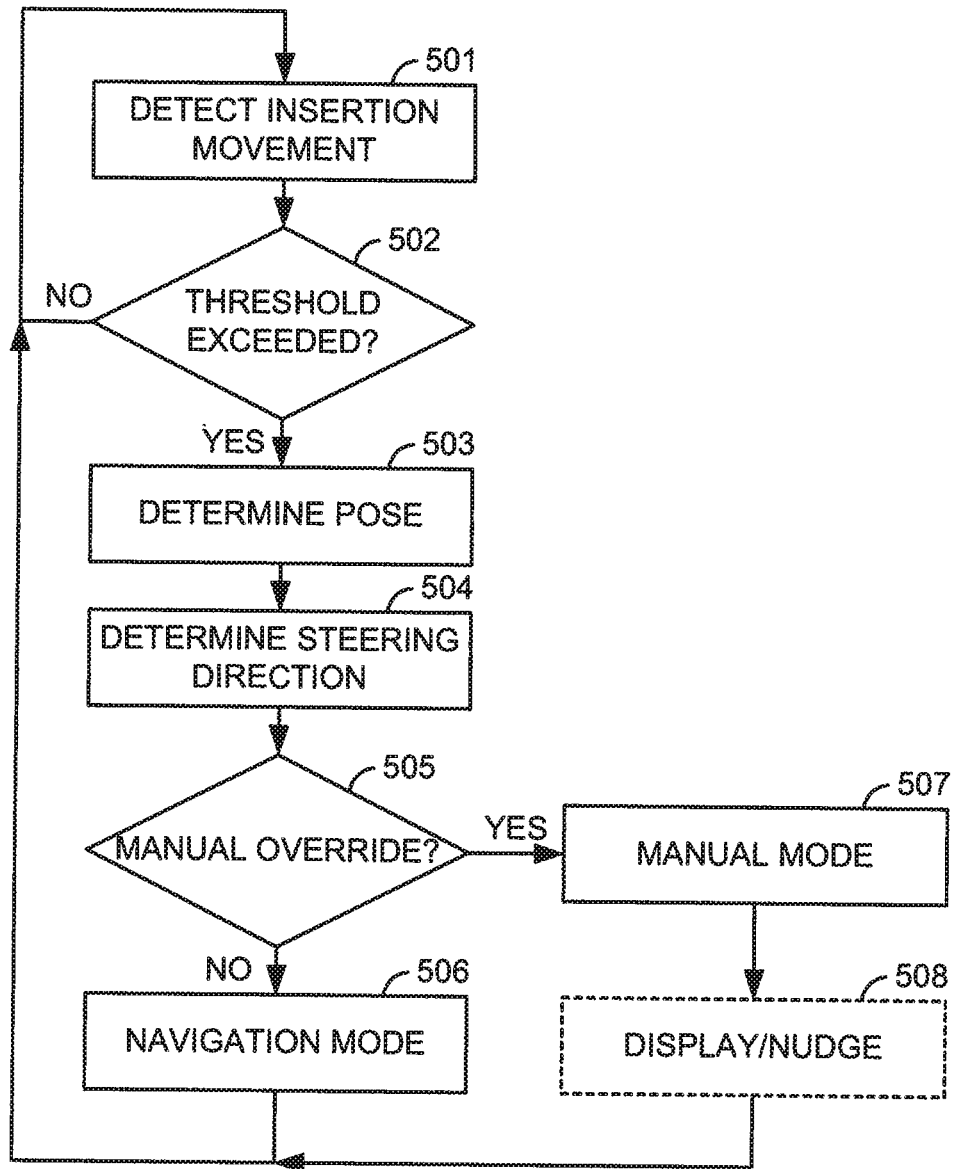 501
DETECT INSERTION
MOVEMENT
502
NO
THRESHOLD
EXCEEDED?
YES
503
DETERMINE POSE
504
DETERMINE STEERING
DIRECTION
505
MANUAL OVERRIDE?
YES
507
MANUAL MODE
NO
506
NAVIGATION MODE
508
DISPLAY/NUDGE